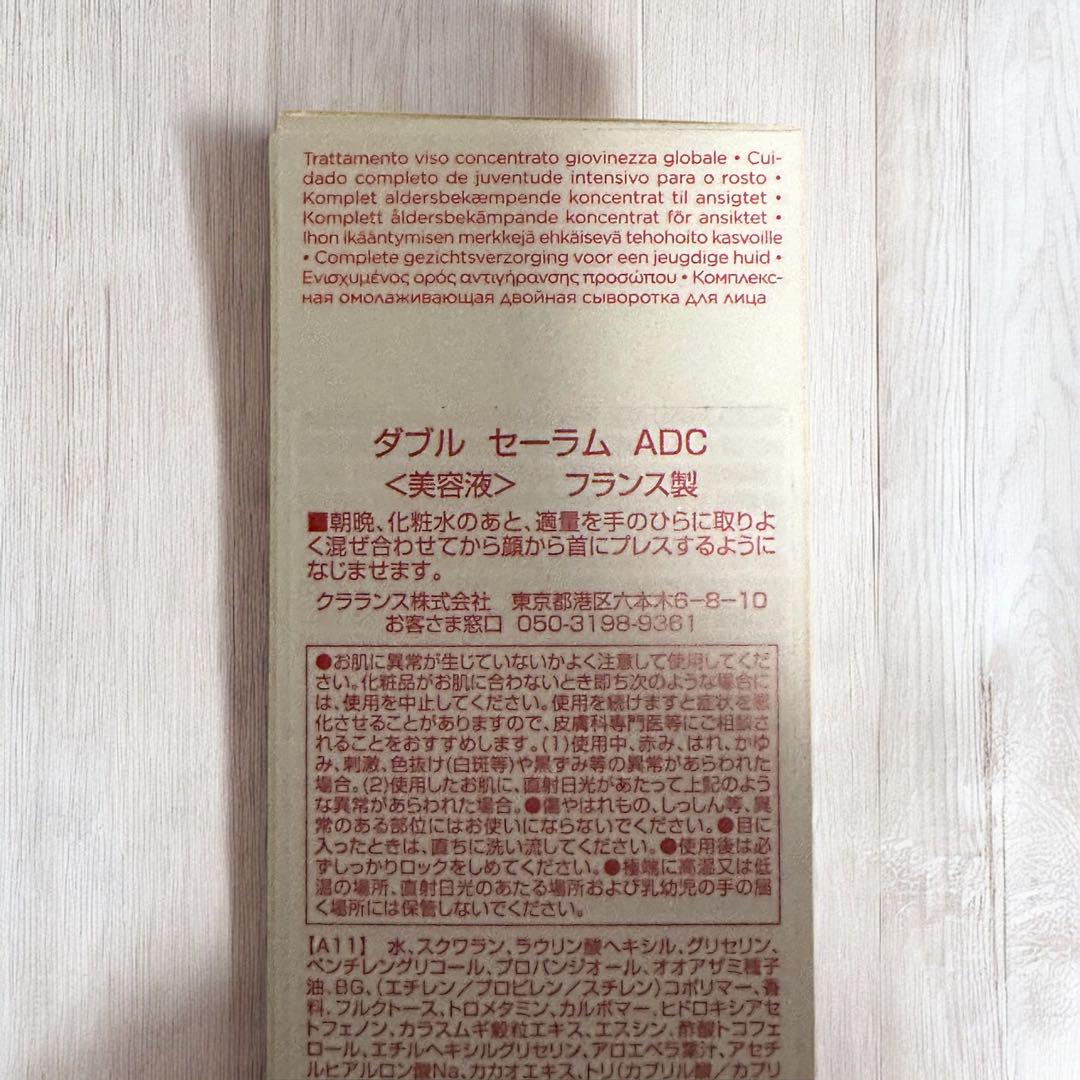 Trattamento viso concentrato giovinezza globale • Cui-
dado completo de juventude intensivo para o rosto •
Komplet aldersbekæmpende koncentrat til ansigtet •
Komplett åldersbekämpande koncentrat för ansiktet •
Ihon ikääntymisen merkkejä ehkäisevä tehohoito kasvoille
• Complete gezichtsverzorging voor een jeugdige huid •
Ενισχυμένος ορός αντιγήρανσης προσώπου • Комплекс-
ная омолаживающая двойная сыворотка для лица
ダブル セーラム ADC
<美容液> フランス製
■朝晩、化粧水のあと、適量を手のひらに取りよ
く混ぜ合わせてから顔から首にプレスするように
なじませます。
クラランス株式会社 東京都港区六本木6-8-10
お客さま窓口 050-3198-9361
●お肌に異常が生じていないかよく注意して使用してくだ
さい。化粧品がお肌に合わないとき即ち次のような場合に
は、使用を中止してください。使用を続けますと症状を悪
化させることがありますので、皮膚科専門医等にご相談さ
れることをおすすめします。(1)使用中、赤み、はれ、かゆ
み、刺激、色抜け(白斑等)や黒ずみ等の異常があらわれた
場合。(2)使用したお肌に、直射日光があたって上記のよう
な異常があらわれた場合。●傷やはれもの、しっしん等、異
常のある部位にはお使いにならないでください。●目に
入ったときは、直ちに洗い流してください。●使用後は必
ずしっかりロックをしめてください。●極端に高温又は低
温の場所、直射日光のあたる場所および乳幼児の手の届
く場所には保管しないでください。
【A11】 水、スクワラン、ラウリン酸ヘキシル、グリセリン、
ペンチレングリコール、プロパンジオール、オオアザミ種子
油、BG、(エチレン/プロピレン/スチレン)コポリマー、香
料、フルクトース、トロメタミン、カルボマー、ヒドロキシアセ
トフェノン、カラスムギ穀粒エキス、エスシン、酢酸トコフェ
ロール、エチルヘキシルグリセリン、アロエベラ葉汁、アセチ
ルヒアルロン酸Na、カカオエキス、トリ(カプリル酸/カプリ